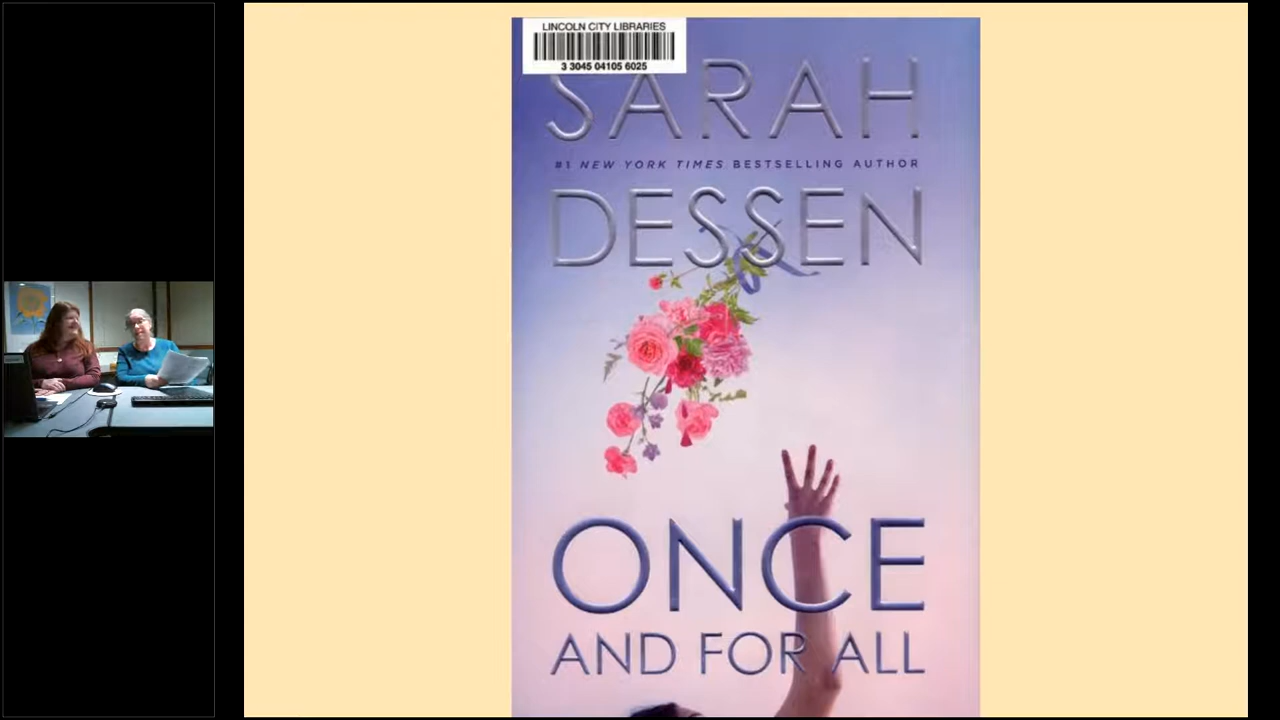 LINCOLN CITY LIBRARIES
3 3045 04105 6025
SARAH
#1 NEW YORK TIMES BESTSELLING AUTHOR
DESSEN
ONCE
AND FOR ALL